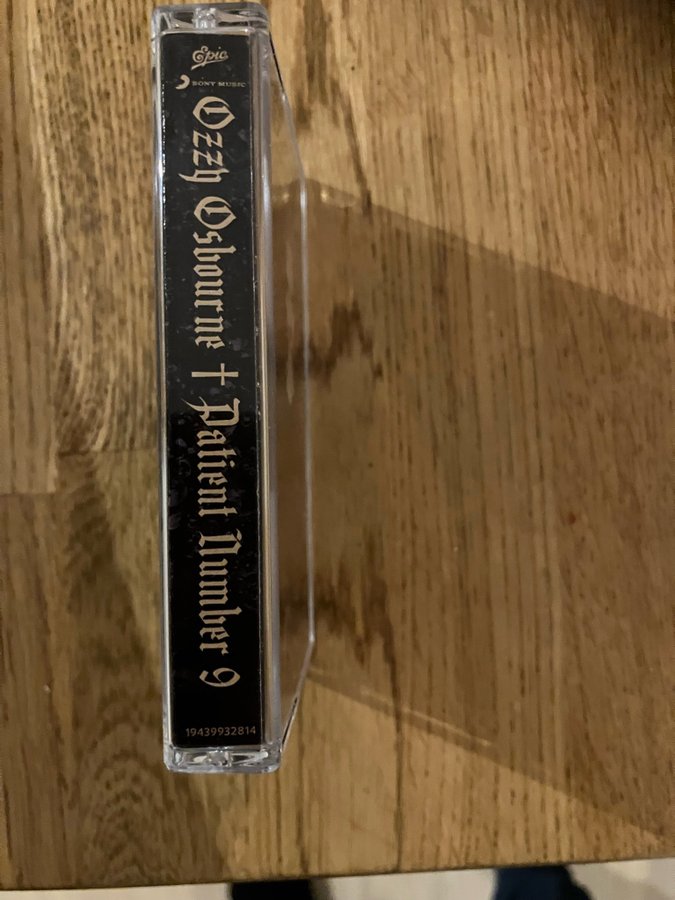 Epic
SONY MUSIC
Ozzy Osbourne † Patient Number 9
19439932814